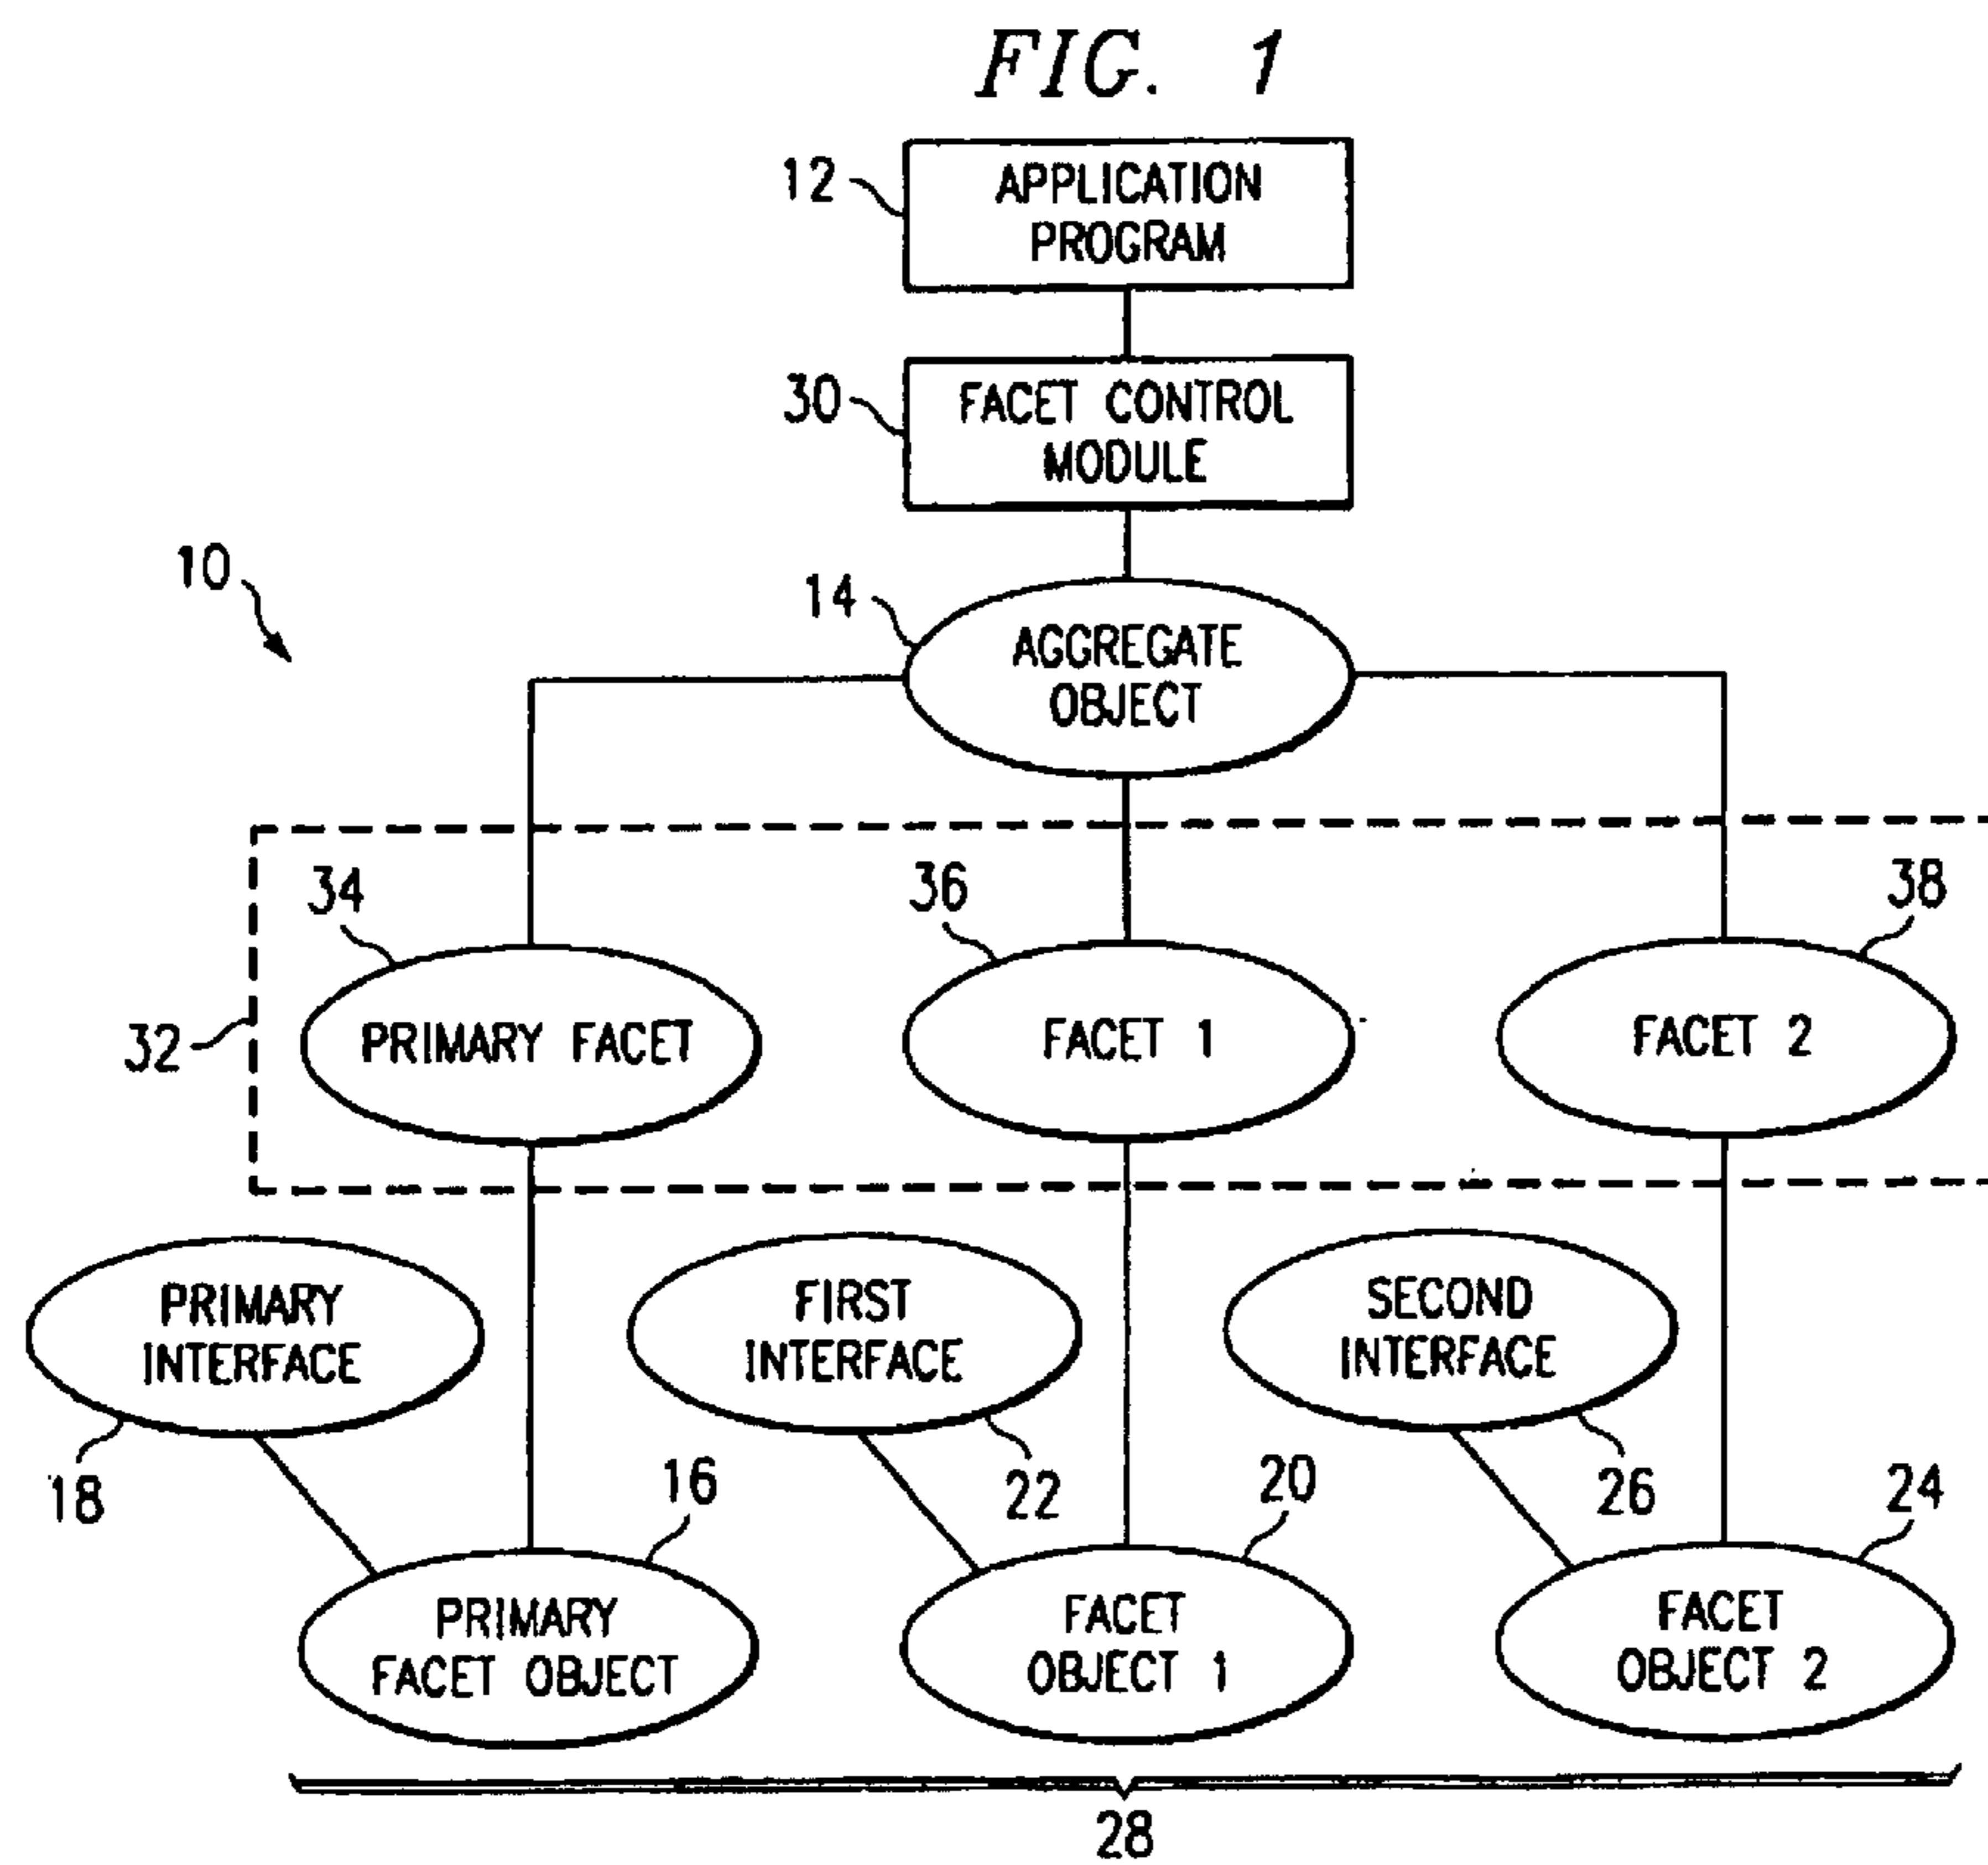 FIG. 1
12
APPLICATION
PROGRAM
30
FACET CONTROL
MODULE
10
14
AGGREGATE
OBJECT
34
36
38
32
PRIMARY FACET
FACET 1
FACET 2
PRIMARY
INTERFACE
FIRST
INTERFACE
SECOND
INTERFACE
18
16
22
20
26
24
PRIMARY
FACET OBJECT
FACET
OBJECT 1
FACET
OBJECT 2
28